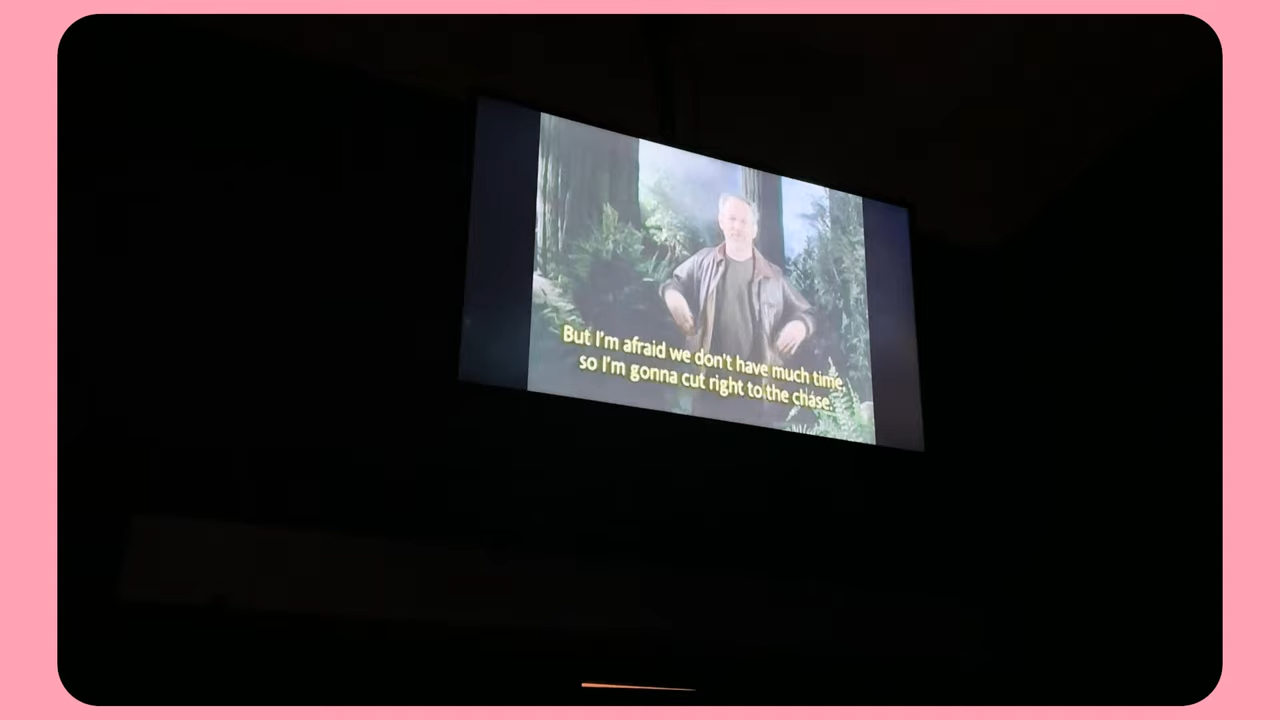 But I'm afraid we don't have much time,
so I'm gonna cut right to the chase.